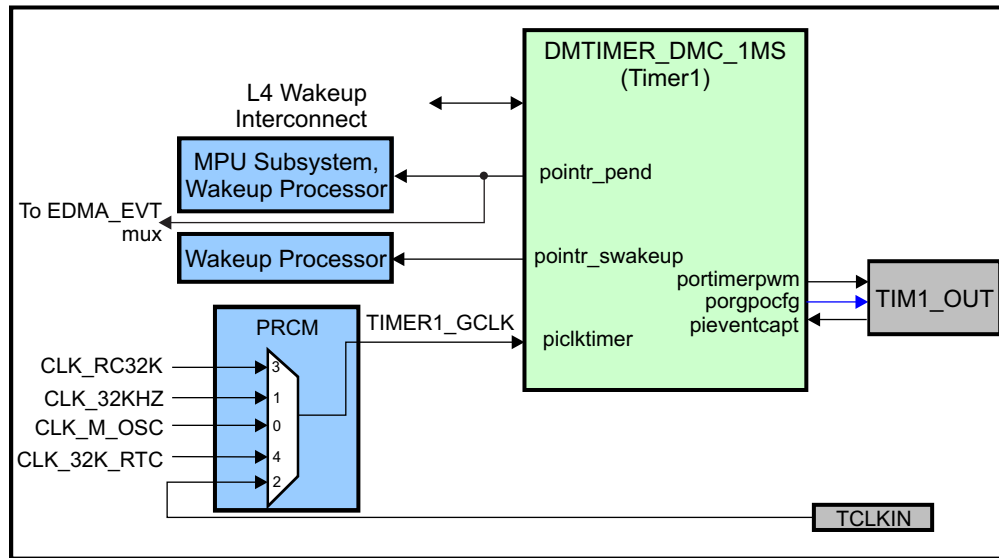 DMTIMER_DMC_1MS
(Timer1)
L4 Wakeup
Interconnect
MPU Subsystem,
Wakeup Processor
pointr_pend
To EDMA_EVT
mux
Wakeup Processor
pointr_swakeup
portimerpwm
porgpocfg
pieventcapt
TIM1_OUT
PRCM
TIMER1_GCLK
piclktimer
CLK_RC32K
3
CLK_32KHZ
1
CLK_M_OSC
0
CLK_32K_RTC
4
2
TCLKIN